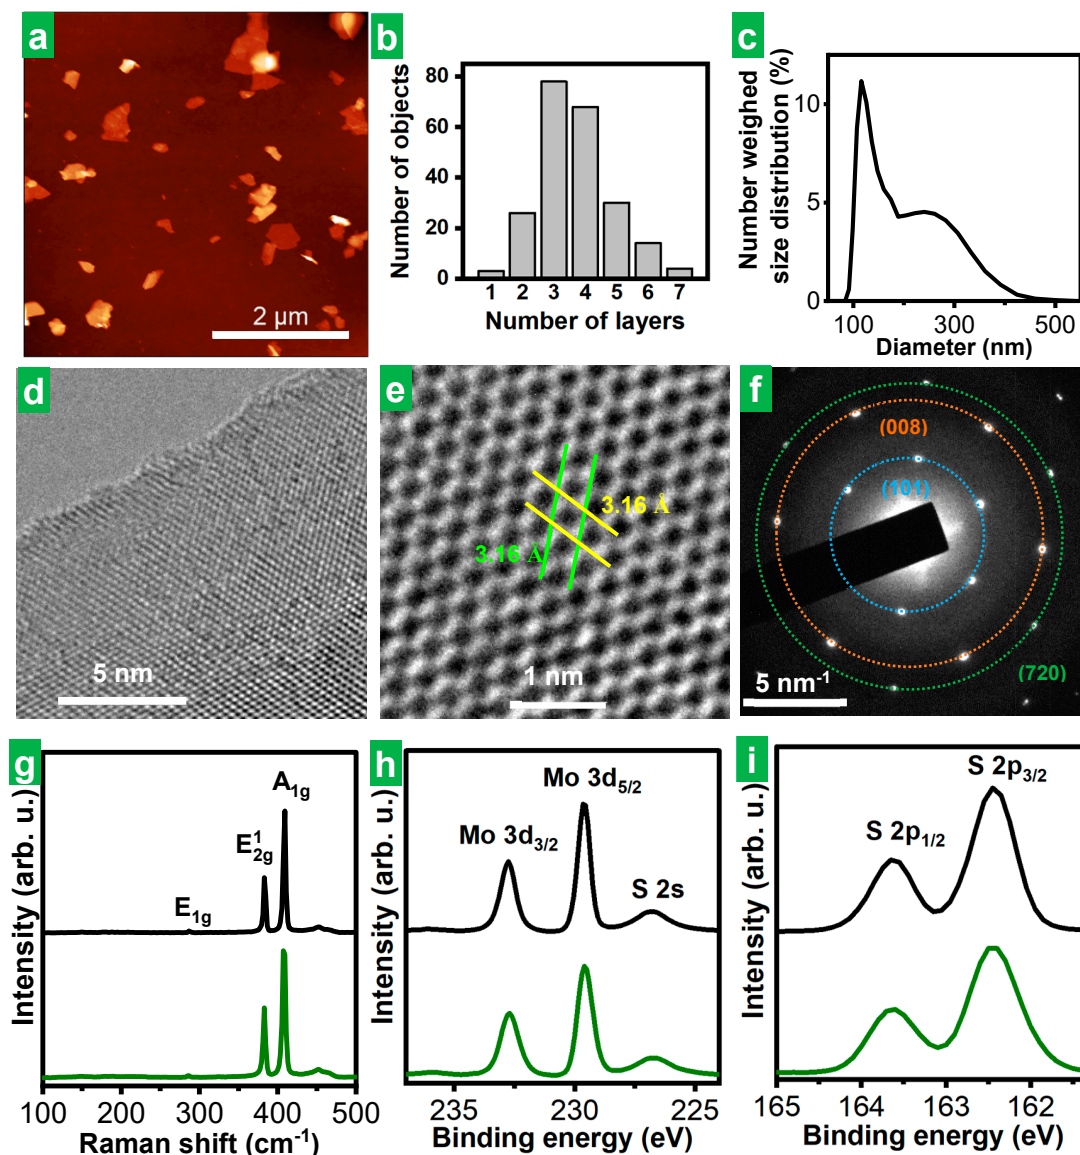 a
2 µm
b
Number of objects
80
60
40
20
0
1 2 3 4 5 6 7
Number of layers
c
Number weighed
size distribution (%)
10
5
0
100 300 500
Diameter (nm)
d
5 nm
e
3.16 Å
3.16 Å
1 nm
f
(008)
(101)
(720)
5 nm-1
g
Intensity (arb. u.)
A1g
E12g
E1g
100 200 300 400 500
Raman shift (cm-1)
h
Intensity (arb. u.)
Mo 3d5/2
Mo 3d3/2
S 2s
235 230 225
Binding energy (eV)
i
Intensity (arb. u.)
S 2p3/2
S 2p1/2
165 164 163 162
Binding energy (eV)